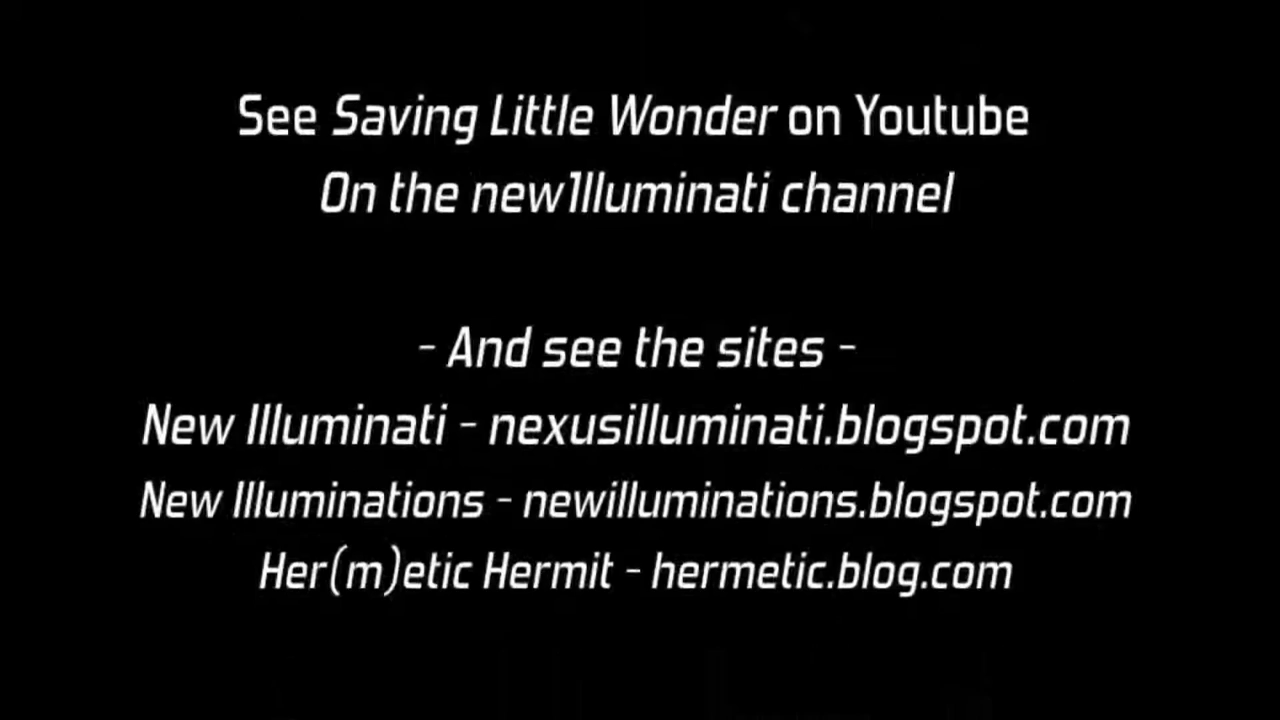 See Saving Little Wonder on Youtube
On the new1lluminati channel
- And see the sites -
New Illuminati - nexusilluminati.blogspot.com
New Illuminations - newilluminations.blogspot.com
Her(m)etic Hermit - hermetic.blog.com